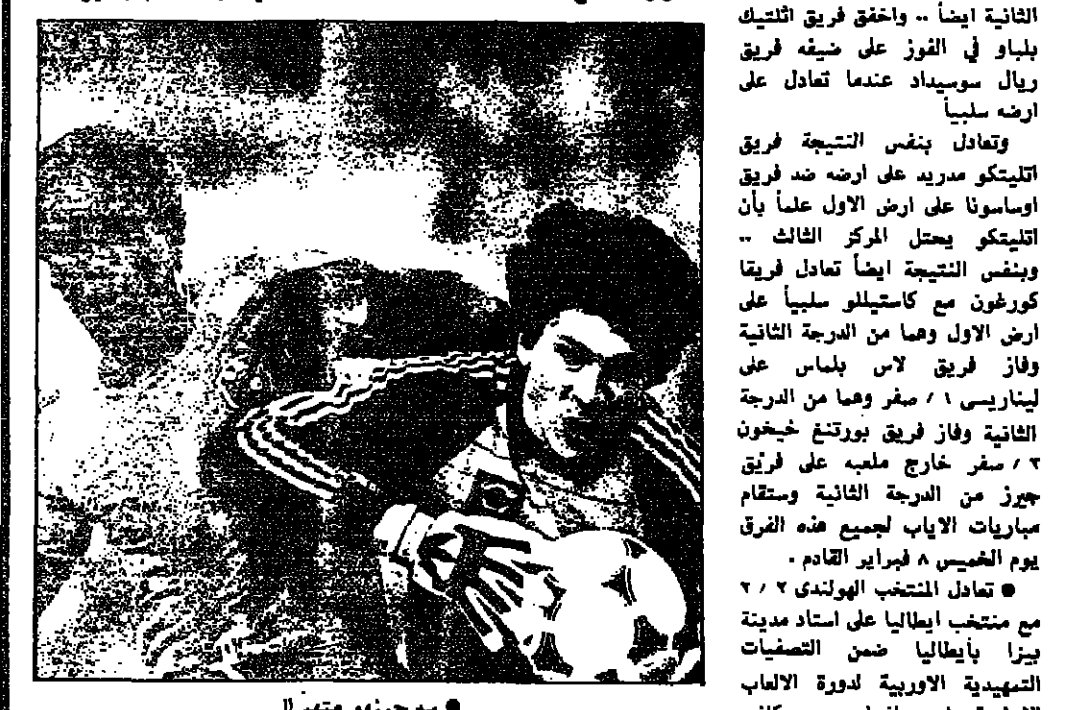 الثانية ايضاً .. واخفق فريق اثلتيك
بلباو في الفوز على ضيفه فريق
ريال سوسيداد عندما تعادل على
ارضه سلبياً
وتعادل بنفس النتيجة فريق
اتليتكو مدريد على ارضه ضد فريق
اوساسونا على ارض الاول علماً بأن
اتليتكو يحتل المركز الثالث ..
وبنفس النتيجة ايضاً تعادل فريقا
كورغون مع كاستيللو سلبياً على
ارض الاول وهما من الدرجة الثانية
وفاز فريق لاس بلماس على
ليناريسى ١ / صفر وهما من الدرجة
الثانية وفاز فريق بورتنغ خيخون
٣ / صفر خارج ملعبه على فريق
جيرز من الدرجة الثانية وستقام
مباريات الاياب لجميع هذه الفرق
يوم الخميس ٨ فبراير القادم .
● تعادل المنتخب الهولندى ٢ / ٢
مع منتخب ايطاليا على استاد مدينة
بيزا بأيطاليا ضمن التصفيات
التمهيدية الاوربية لدورة الالعاب